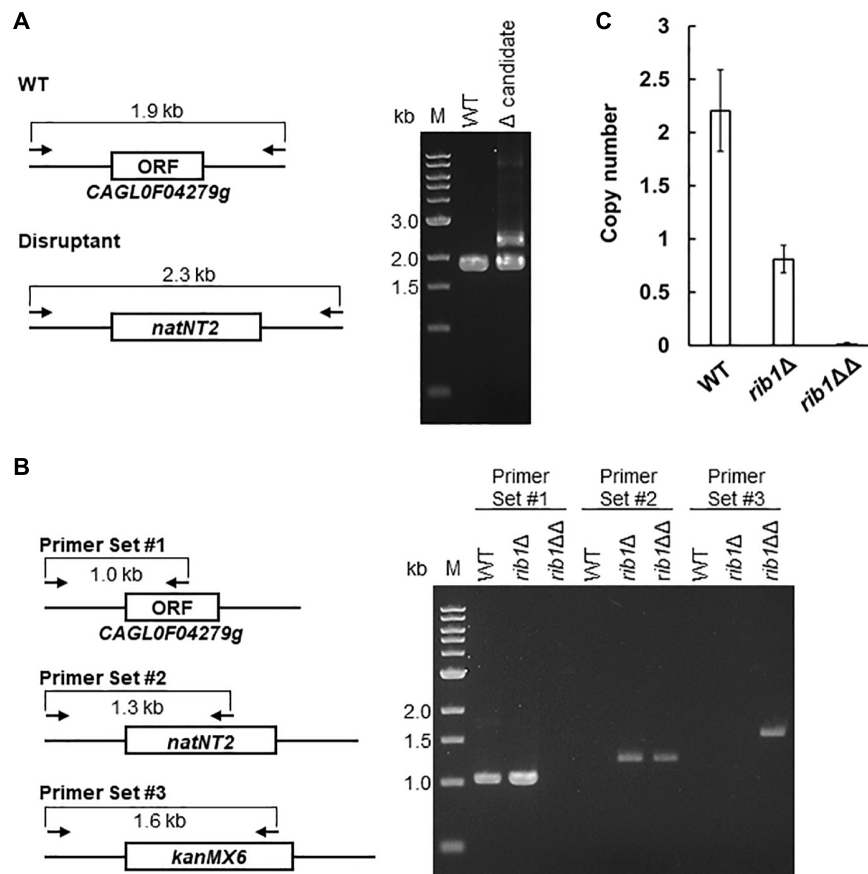 A
WT
1.9 kb
ORF
CAGL0F04279g
Disruptant
2.3 kb
natNT2
kb
M
WT
Δ candidate
3.0
2.0
1.5
C
Copy number
3
2.5
2
1.5
1
0.5
0
WT
rib1Δ
rib1ΔΔ
B
Primer Set #1
1.0 kb
ORF
CAGL0F04279g
Primer Set #2
1.3 kb
natNT2
Primer Set #3
1.6 kb
kanMX6
Primer
Set #1
Primer
Set #2
Primer
Set #3
kb
M
WT
rib1Δ
rib1ΔΔ
WT
rib1Δ
rib1ΔΔ
WT
rib1Δ
rib1ΔΔ
2.0
1.5
1.0